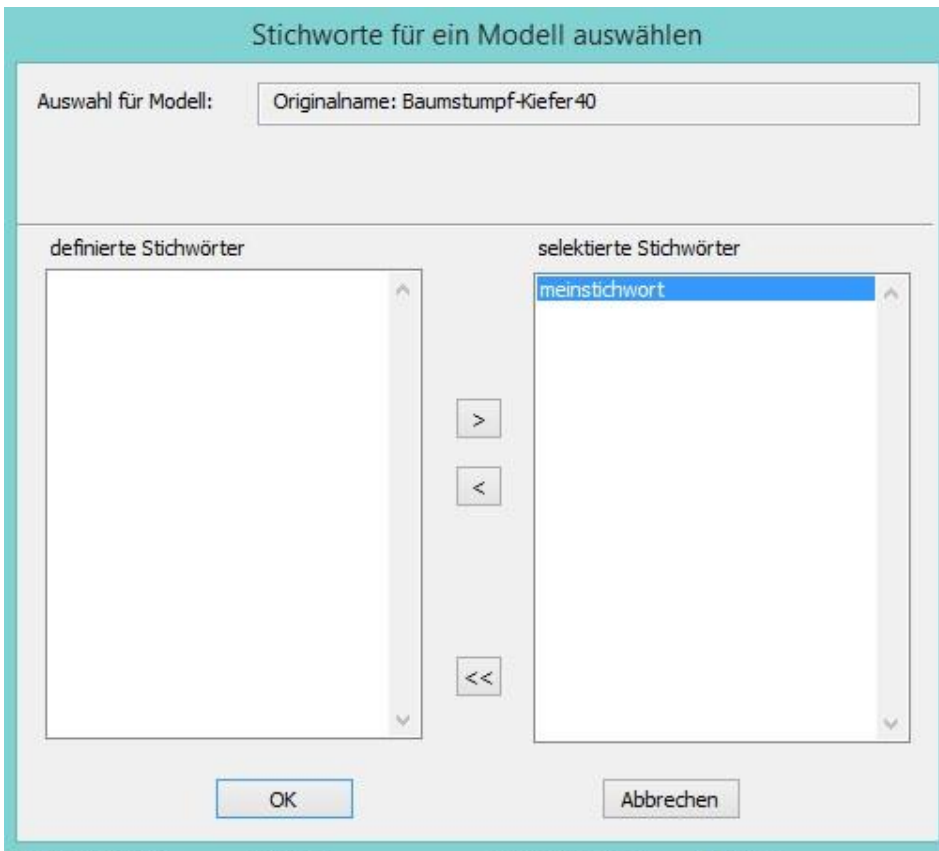 Stichworte für ein Modell auswählen
Auswahl für Modell: Originalname: Baumstumpf-Kiefer40
definierte Stichwörter
selektierte Stichwörter
meinstichwort
>
<
<<
OK
Abbrechen